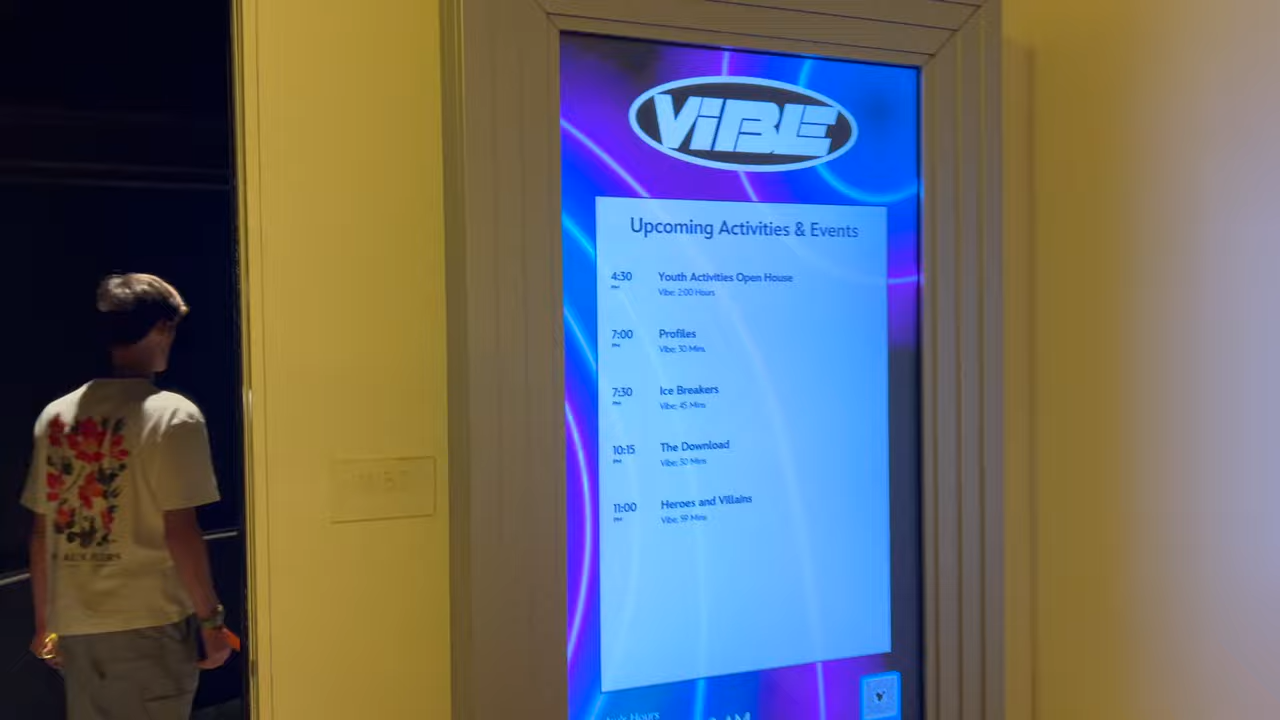 ViBE
Upcoming Activities & Events
4:30 Youth Activities Open House
PM Vibe; 2:00 Hours
7:00 Profiles
PM Vibe; 30 Mins
7:30 Ice Breakers
PM Vibe; 45 Mins
10:15 The Download
PM Vibe; 30 Mins
11:00 Heroes and Villains
PM Vibe; 59 Mins
Hours
AM